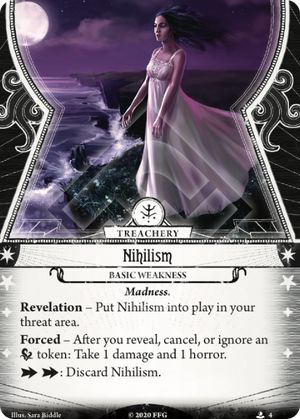 TREACHERY
Nihilism
BASIC WEAKNESS
Madness.
Revelation – Put Nihilism into play in your
threat area.
Forced – After you reveal, cancel, or ignore an
token: Take 1 damage and 1 horror.
: Discard Nihilism.
Illus. Sara Biddle © 2020 FFG 4